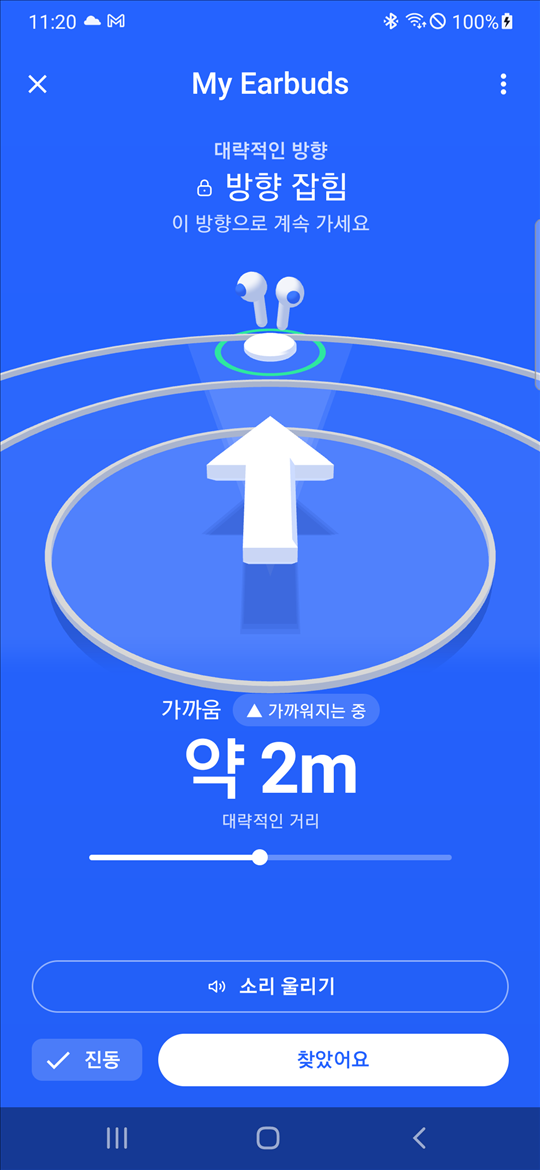 11:20
100%
My Earbuds
대략적인 방향
방향 잡힘
이 방향으로 계속 가세요
가까움
▲ 가까워지는 중
약 2m
대략적인 거리
소리 울리기
진동
찾았어요